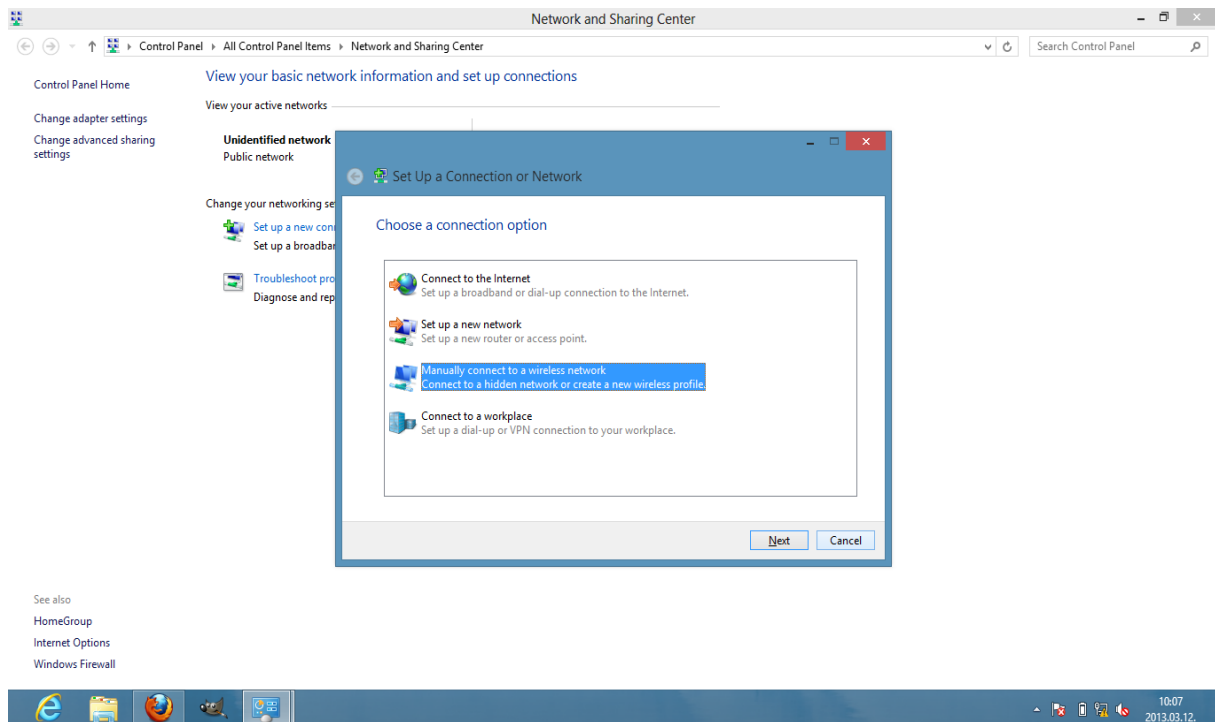 Network and Sharing Center
Control Panel All Control Panel Items Network and Sharing Center
Search Control Panel
Control Panel Home
Change adapter settings
Change advanced sharing
settings
View your basic network information and set up connections
View your active networks
Unidentified network
Public network
Change your networking se
Set up a new con
Set up a broadba
Troubleshoot pro
Diagnose and rep
Set Up a Connection or Network
Choose a connection option
Connect to the Internet
Set up a broadband or dial-up connection to the Internet.
Set up a new network
Set up a new router or access point.
Manually connect to a wireless network
Connect to a hidden network or create a new wireless profile.
Connect to a workplace
Set up a dial-up or VPN connection to your workplace.
Next Cancel
See also
HomeGroup
Internet Options
Windows Firewall
10:07
2013.03.12.